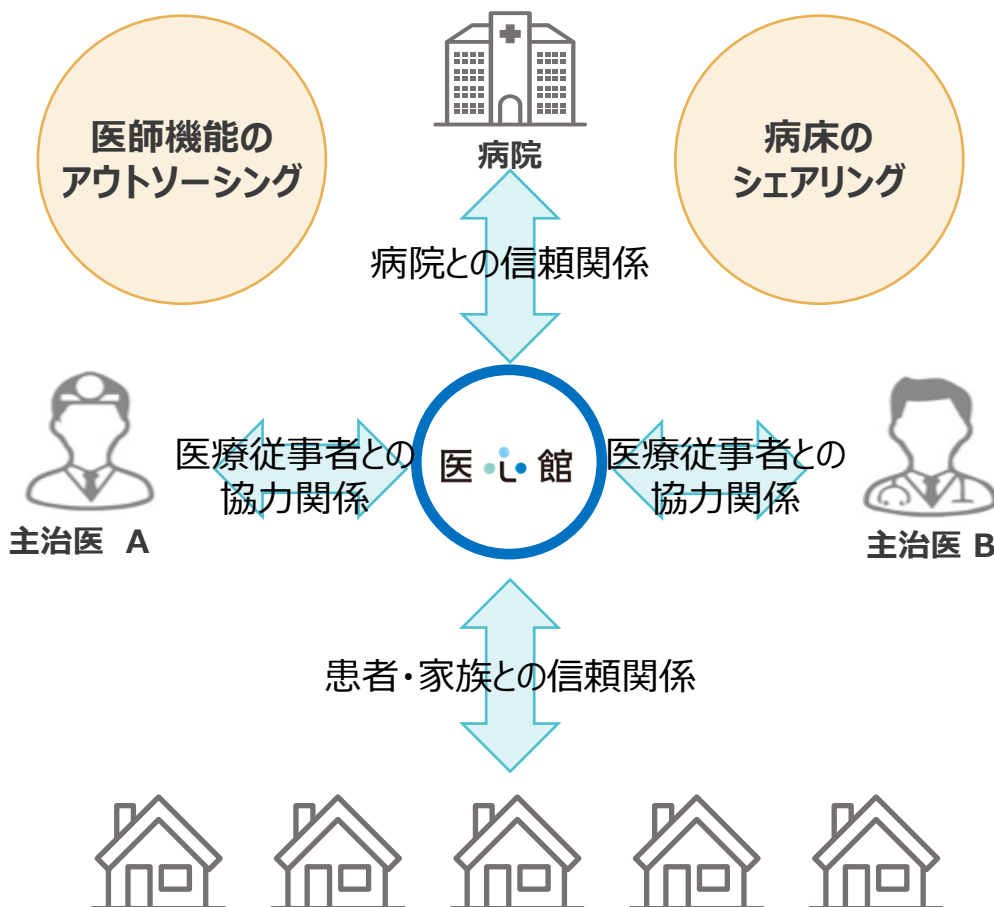 医師機能の
アウトソーシング
病院
病床の
シェアリング
病院との信頼関係
医療従事者との
協力関係
医心館
医療従事者との
協力関係
主治医 A
主治医 B
患者・家族との信頼関係